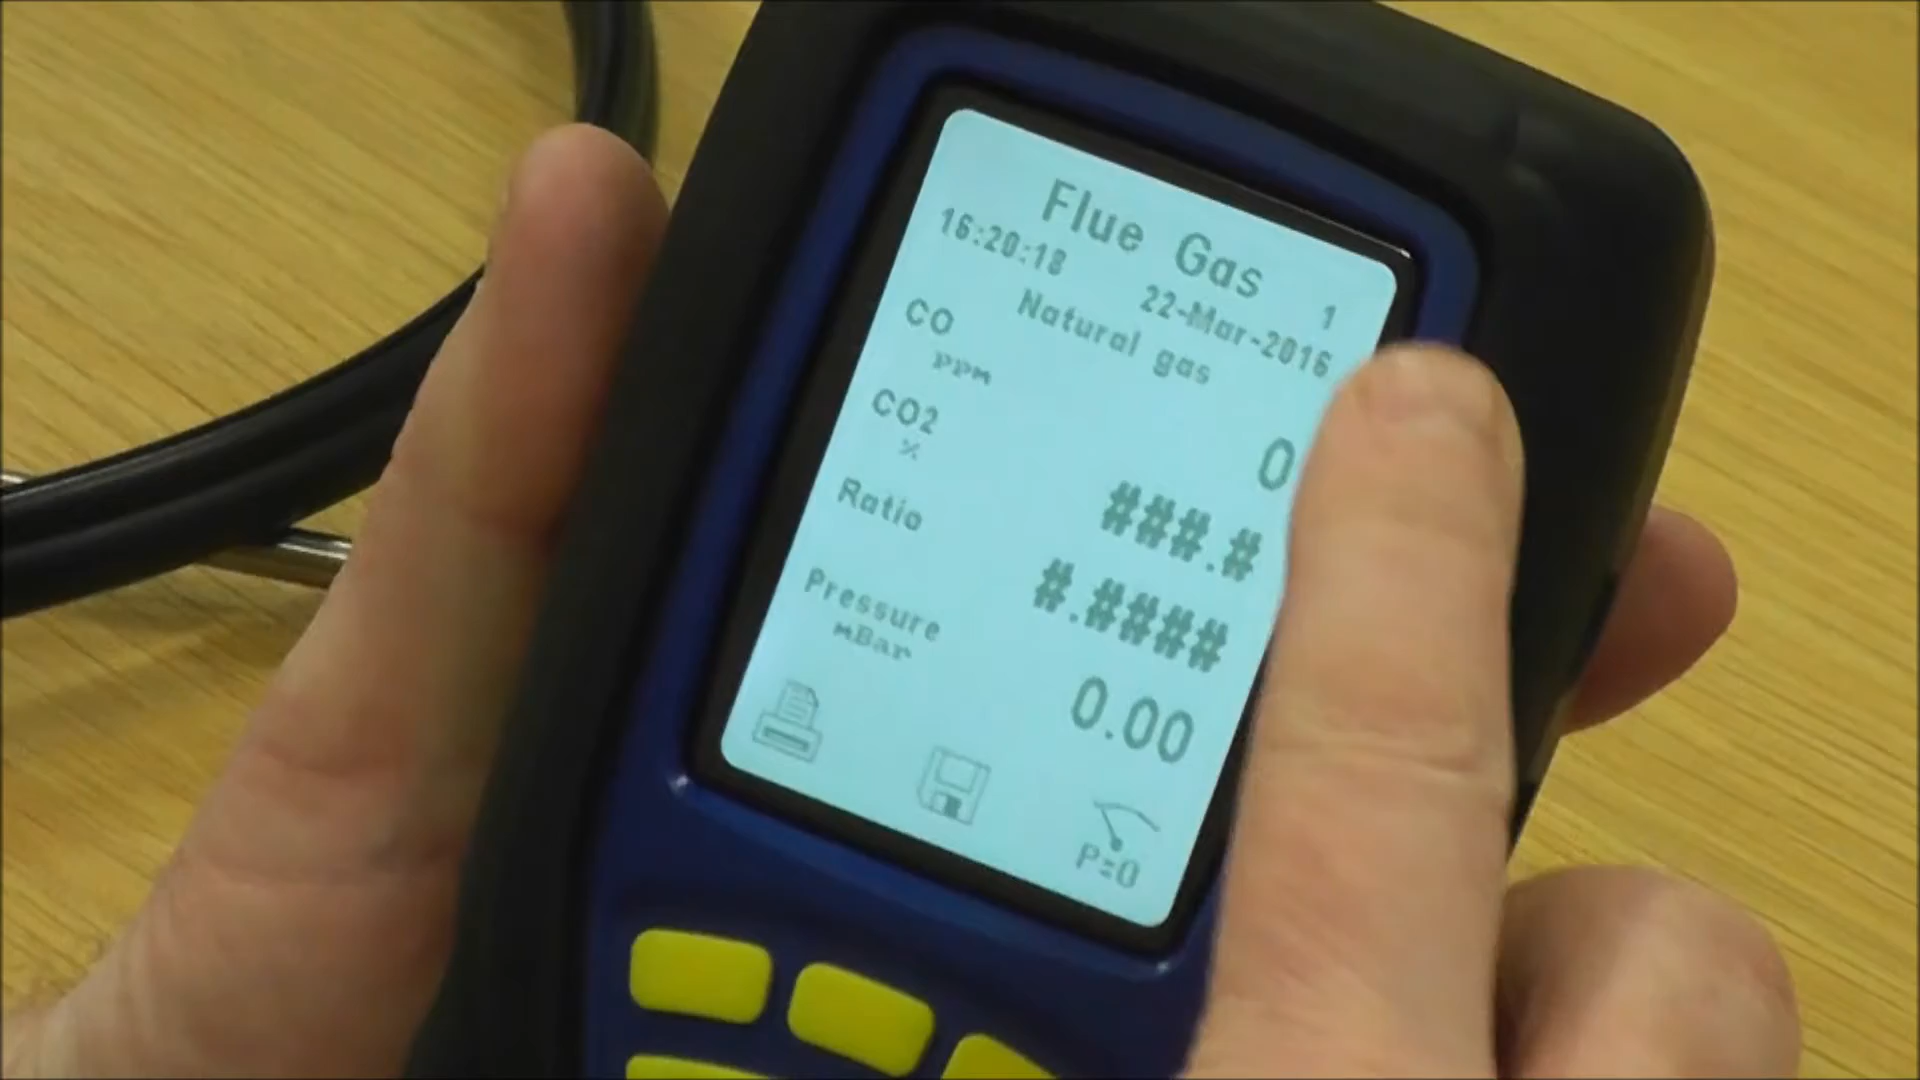 Flue Gas 1
16:20:18 22-Mar-2016
Natural gas
CO
ppm 0
CO2
% ###.#
Ratio #.####
Pressure
mBar 0.00
P=0